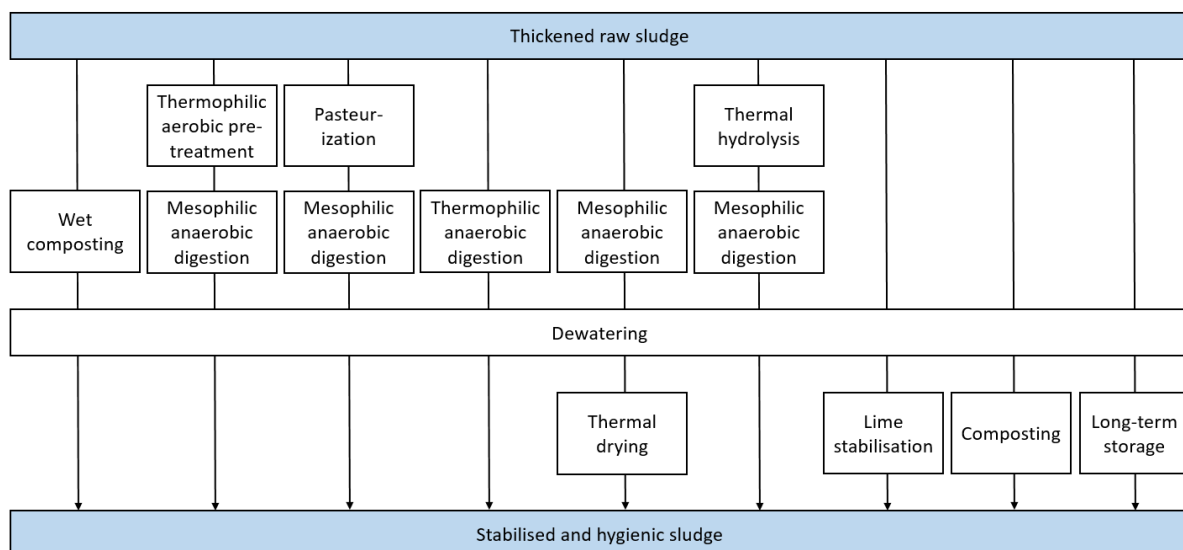 Thickened raw sludge
Thermophilic
aerobic pre-
treatment
Pasteur-
ization
Thermal
hydrolysis
Wet
composting
Mesophilic
anaerobic
digestion
Mesophilic
anaerobic
digestion
Thermophilic
anaerobic
digestion
Mesophilic
anaerobic
digestion
Mesophilic
anaerobic
digestion
Dewatering
Thermal
drying
Lime
stabilisation
Composting
Long-term
storage
Stabilised and hygienic sludge